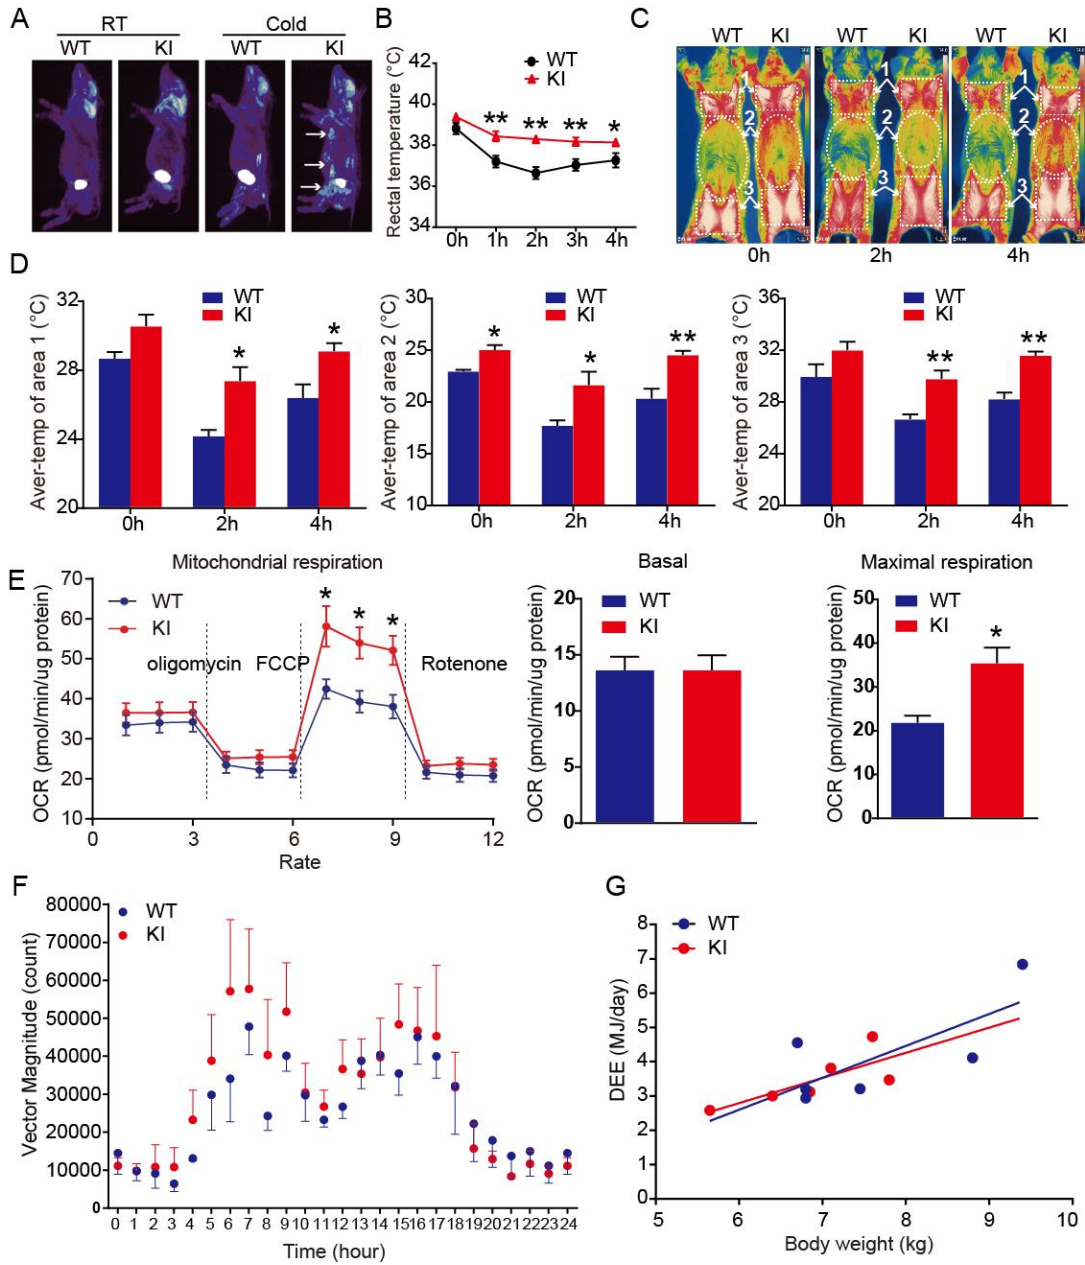 A
RT
Cold
WT
KI
WT
KI
B
Rectal temperature (°C)
WT
KI
40
38
36
34
**
**
**
*
0h
1h
2h
3h
4h
C
WT
KI
WT
KI
WT
KI
1
1
1
2
2
2
3
3
3
0h
2h
4h
D
Aver-temp of area 1 (°C)
32
28
24
20
WT
KI
*
*
0h
2h
4h
Aver-temp of area 2 (°C)
30
25
20
15
10
WT
KI
*
*
**
0h
2h
4h
Aver-temp of area 3 (°C)
36
32
28
24
20
WT
KI
**
**
0h
2h
4h
E
Mitochondrial respiration
OCR (pmol/min/ug protein)
70
60
50
40
30
20
10
WT
KI
oligomycin
FCCP
Rotenone
*
*
*
0
3
6
9
12
Rate
Basal
OCR (pmol/min/ug protein)
20
15
10
5
0
WT
KI
Maximal respiration
OCR (pmol/min/ug protein)
50
40
30
20
10
0
WT
KI
*
F
Vector Magnitude (count)
80000
70000
60000
50000
40000
30000
20000
10000
0
WT
KI
0 1 2 3 4 5 6 7 8 9 10 11 12 13 14 15 16 17 18 19 20 21 22 23 24
Time (hour)
G
DEE (MJ/day)
8
7
6
5
4
3
2
1
0
WT
KI
5
6
7
8
9
10
Body weight (kg)